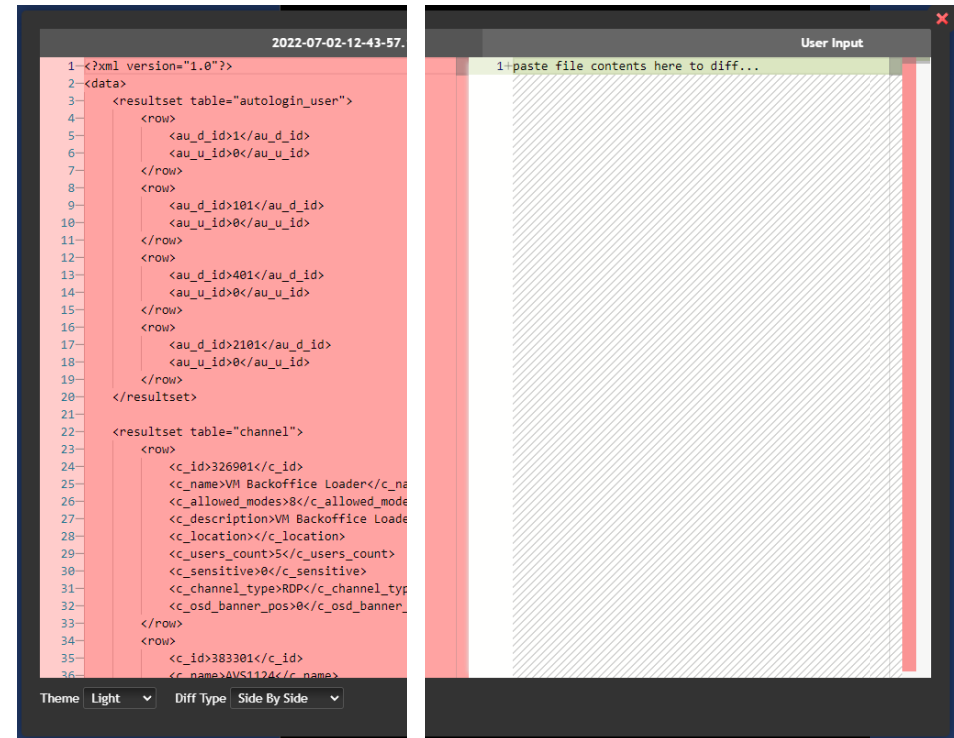 2022-07-02-12-43-57. User Input
1 <?xml version="1.0"?>
2 <data>
3 <resultset table="autologin_user">
4 <row>
5 <au_d_id>1</au_d_id>
6 <au_u_id>0</au_u_id>
7 </row>
8 <row>
9 <au_d_id>101</au_d_id>
10 <au_u_id>0</au_u_id>
11 </row>
12 <row>
13 <au_d_id>401</au_d_id>
14 <au_u_id>0</au_u_id>
15 </row>
16 <row>
17 <au_d_id>2101</au_d_id>
18 <au_u_id>0</au_u_id>
19 </row>
20 </resultset>
21
22 <resultset table="channel">
23 <row>
24 <c_id>326901</c_id>
25 <c_name>VM Backoffice Loader</c_na
26 <c_allowed_modes>8</c_allowed_mode
27 <c_description>VM Backoffice Loade
28 <c_location></c_location>
29 <c_users_count>5</c_users_count>
30 <c_sensitive>0</c_sensitive>
31 <c_channel_type>RDP</c_channel_typ
32 <c_osd_banner_pos>0</c_osd_banner_
33 </row>
34 <row>
35 <c_id>383301</c_id>
36 <c_name>AVS1124</c_name>
1+paste file contents here to diff...
Theme Light Diff Type Side By Side